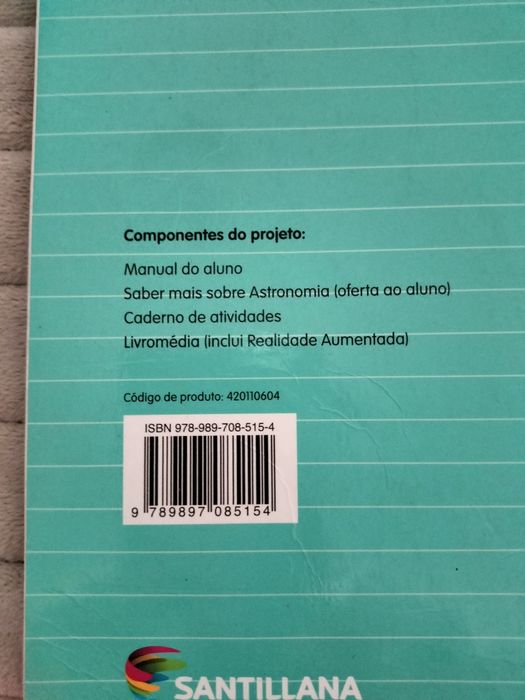 Componentes do projeto:
Manual do aluno
Saber mais sobre Astronomia (oferta ao aluno)
Caderno de atividades
Livromédia (inclui Realidade Aumentada)
Código de produto: 420110604
ISBN 978-989-708-515-4
9 789897 085154
SANTILLANA